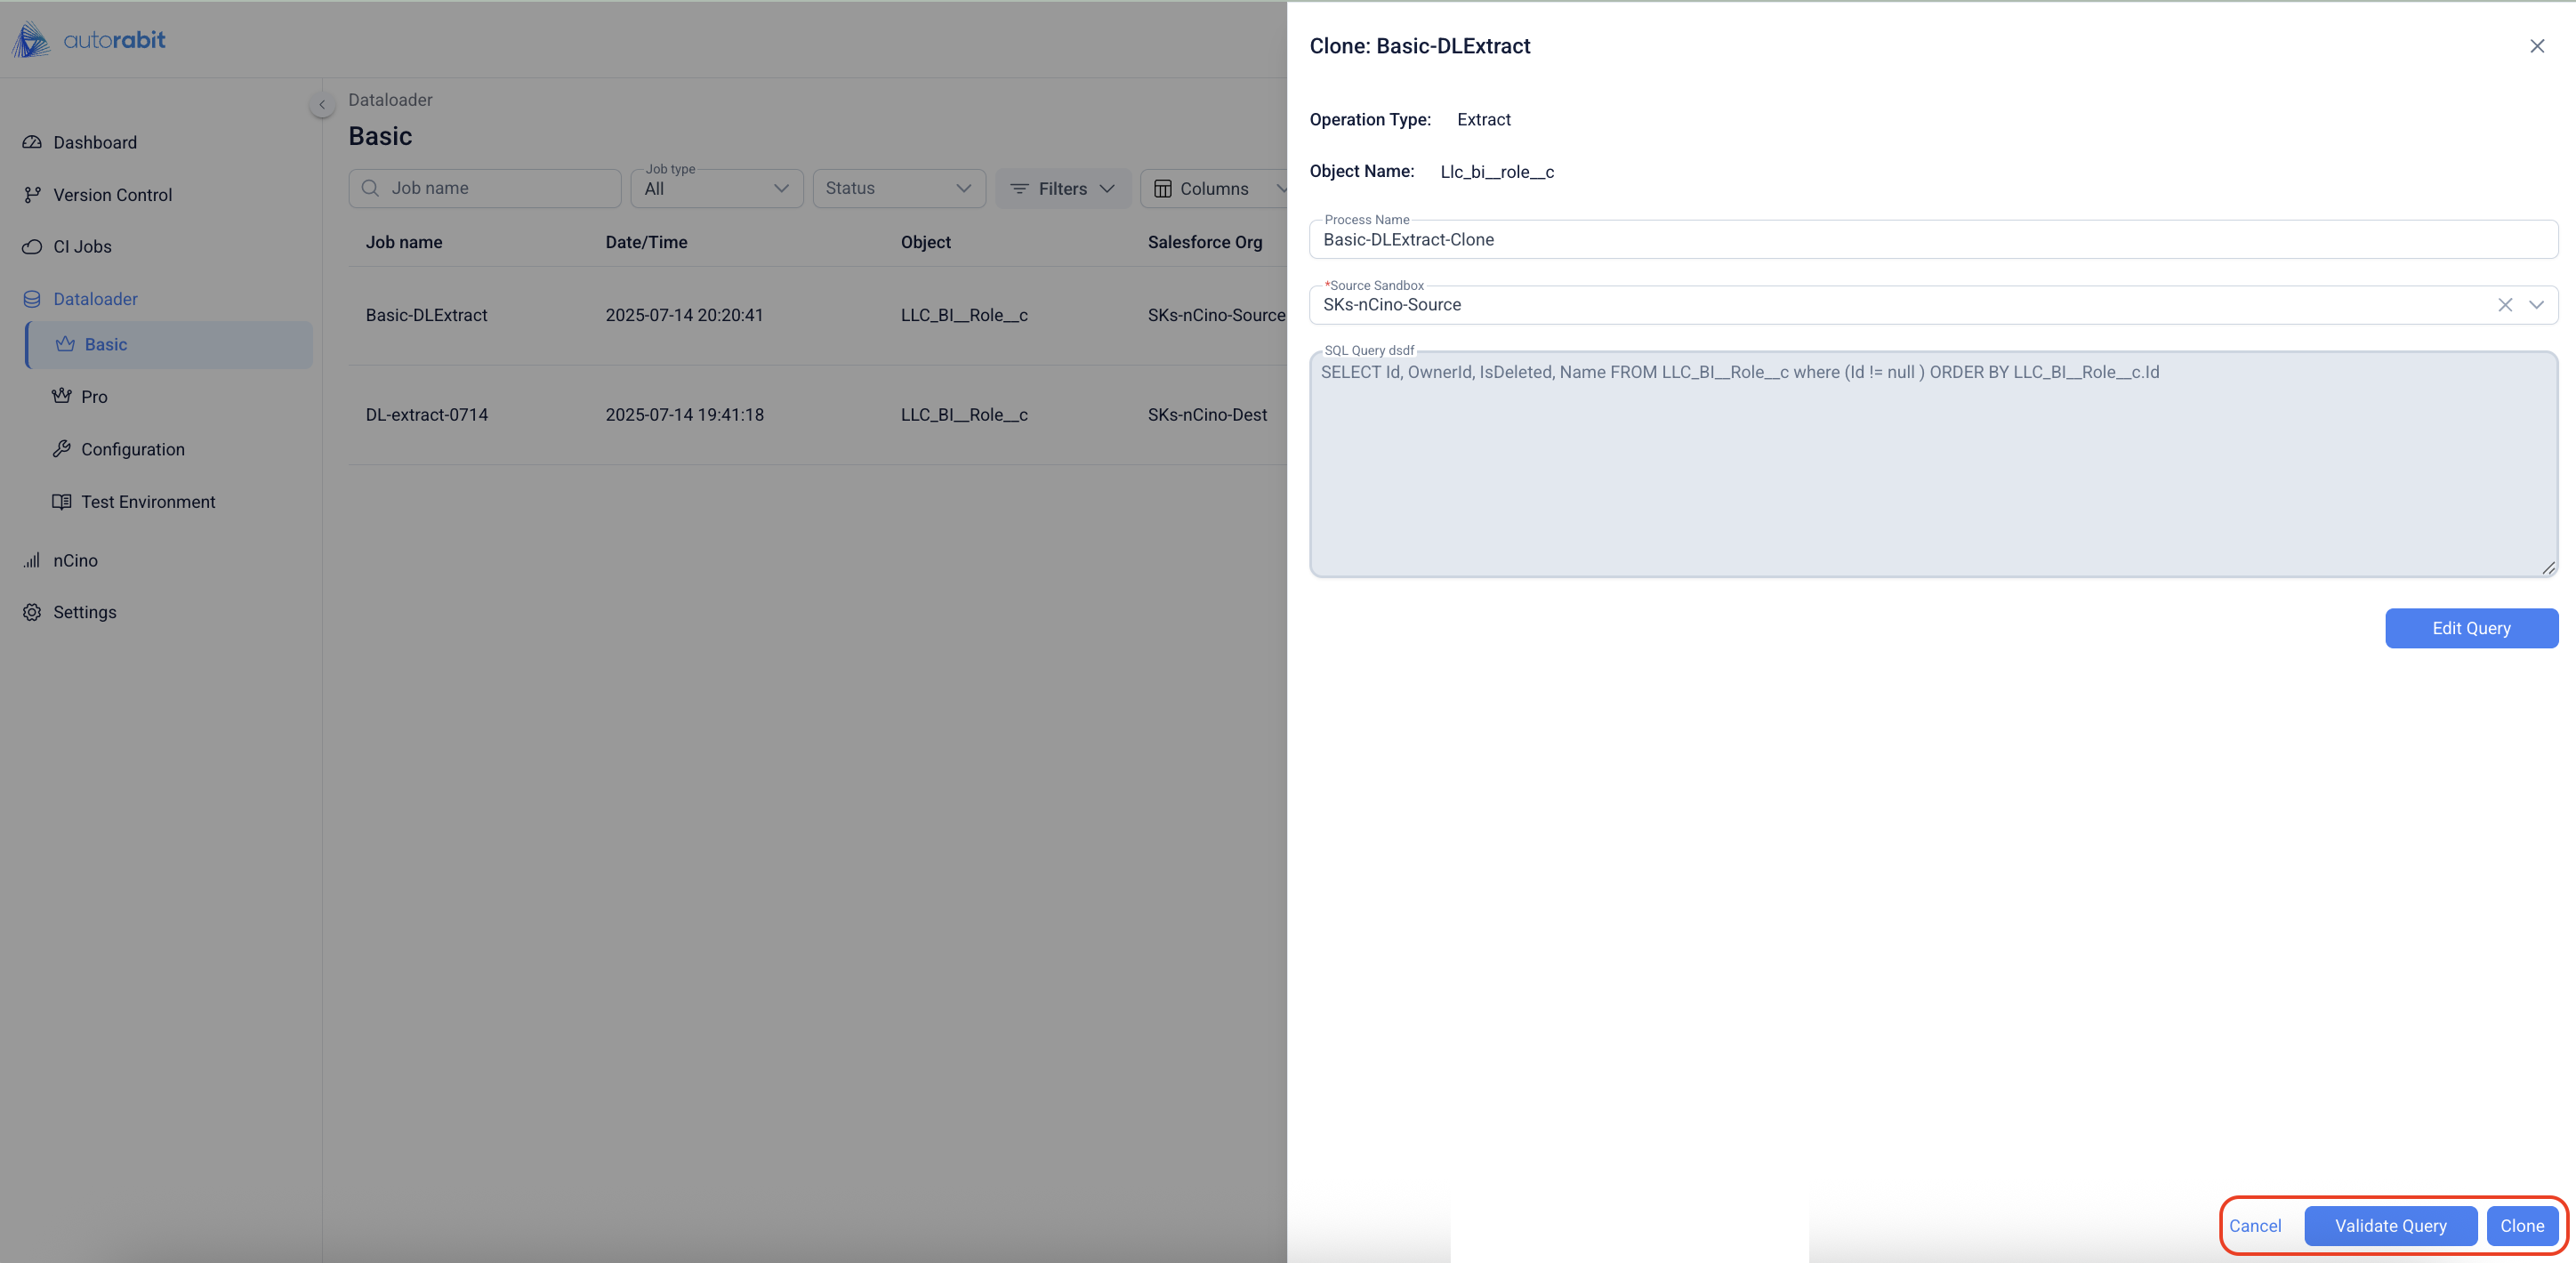 autorabit
Dashboard
Version Control
CI Jobs
Dataloader
Basic
Pro
Configuration
Test Environment
nCino
Settings
Dataloader
Basic
Job name
Job type
All
Status
Filters
Columns
Job name Date/Time Object Salesforce Org
Basic-DLExtract 2025-07-14 20:20:41 LLC_BI__Role__c SKs-nCino-Source
DL-extract-0714 2025-07-14 19:41:18 LLC_BI__Role__c SKs-nCino-Dest
Clone: Basic-DLExtract
Operation Type: Extract
Object Name: Llc_bi__role__c
Process Name
Basic-DLExtract-Clone
*Source Sandbox
SKs-nCino-Source
SQL Query dsdf
SELECT Id, OwnerId, IsDeleted, Name FROM LLC_BI__Role__c where (Id != null ) ORDER BY LLC_BI__Role__c.Id
Edit Query
Cancel Validate Query Clone